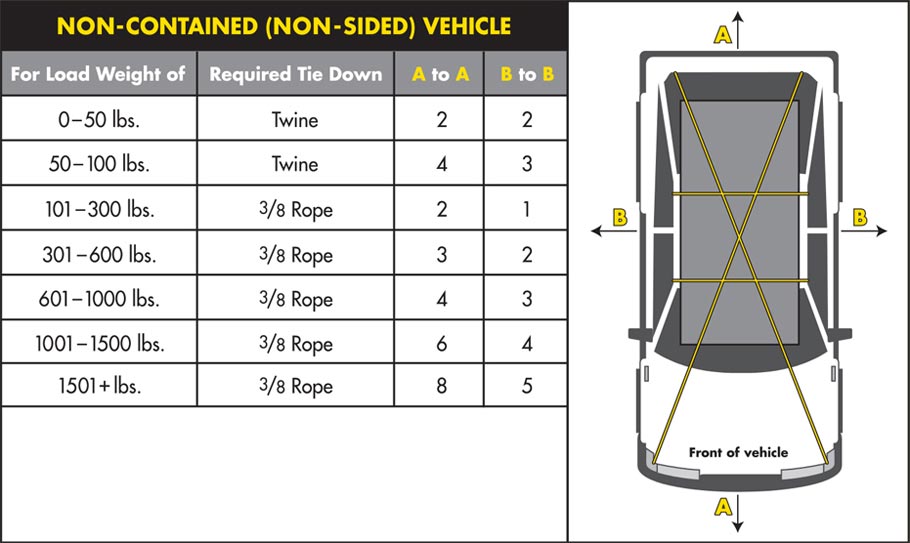 NON-CONTAINED (NON-SIDED) VEHICLE
For Load Weight of Required Tie Down A to A B to B
0–50 lbs. Twine 2 2
50–100 lbs. Twine 4 3
101–300 lbs. 3/8 Rope 2 1
301–600 lbs. 3/8 Rope 3 2
601–1000 lbs. 3/8 Rope 4 3
1001–1500 lbs. 3/8 Rope 6 4
1501+lbs. 3/8 Rope 8 5
A
B B
Front of vehicle
A